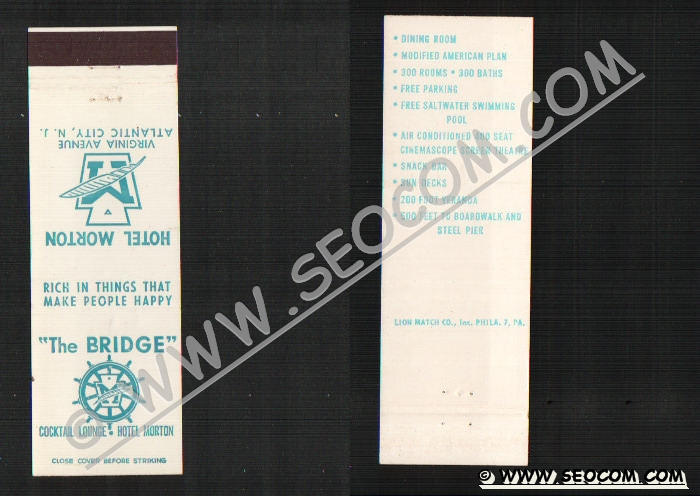 HOTEL MORTON
VIRGINIA AVENUE
ATLANTIC CITY, N. J.
RICH IN THINGS THAT
MAKE PEOPLE HAPPY
"The BRIDGE"
M
COCKTAIL LOUNGE • HOTEL MORTON
CLOSE COVER BEFORE STRIKING
• DINING ROOM
• MODIFIED AMERICAN PLAN
• 300 ROOMS • 300 BATHS
• FREE PARKING
• FREE SALTWATER SWIMMING
POOL
• AIR CONDITIONED SEAT
CINEMASCOPE SCREEN THEATRE
• SNACK BAR
• SUN DECKS
• 200 FOOT VERANDA
• 500 FEET TO BOARDWALK AND
STEEL PIER
LION MATCH CO., Inc. PHILA. 7, PA.
© WWW.SEOCOM.COM
© WWW.SEOCOM.COM